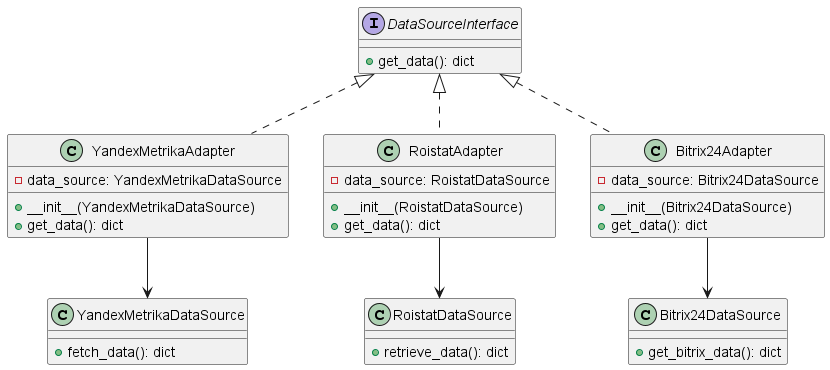 I DataSourceInterface
get_data(): dict
C YandexMetrikaAdapter
data_source: YandexMetrikaDataSource
__init__(YandexMetrikaDataSource)
get_data(): dict
C RoistatAdapter
data_source: RoistatDataSource
__init__(RoistatDataSource)
get_data(): dict
C Bitrix24Adapter
data_source: Bitrix24DataSource
__init__(Bitrix24DataSource)
get_data(): dict
C YandexMetrikaDataSource
fetch_data(): dict
C RoistatDataSource
retrieve_data(): dict
C Bitrix24DataSource
get_bitrix_data(): dict